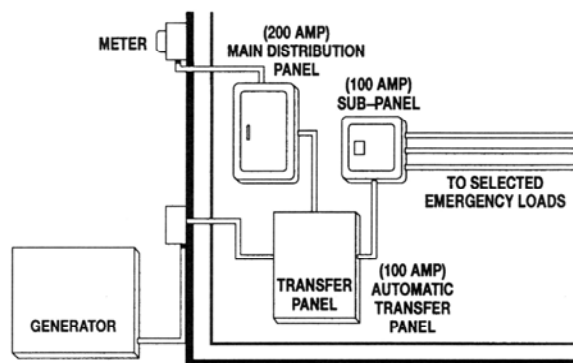 METER
(200 AMP)
MAIN DISTRIBUTION
PANEL
(100 AMP)
SUB–PANEL
TO SELECTED
EMERGENCY LOADS
GENERATOR
TRANSFER
PANEL
(100 AMP)
AUTOMATIC
TRANSFER
PANEL